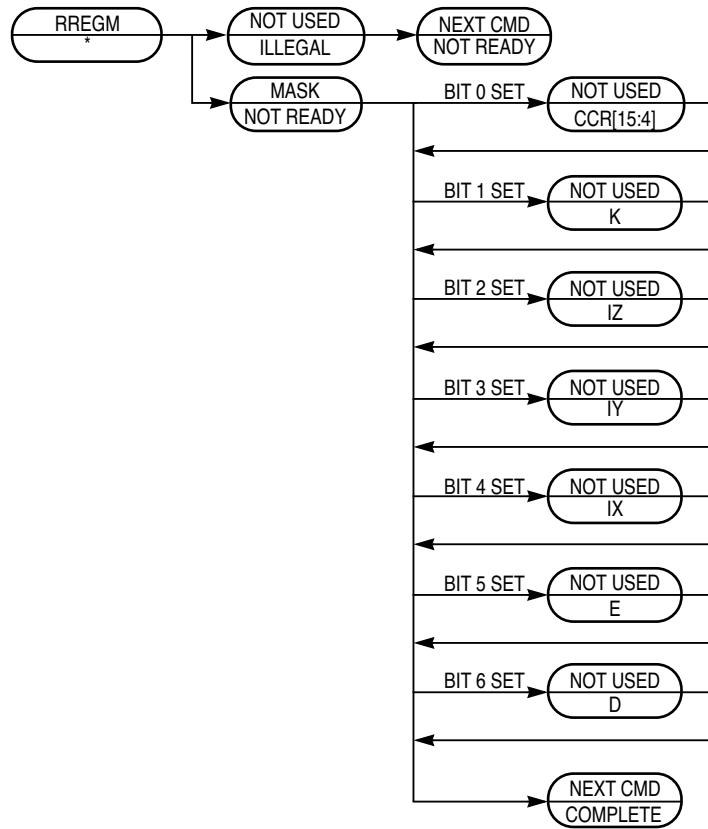 RREGM
*
NOT USED
ILLEGAL
NEXT CMD
NOT READY
MASK
NOT READY
BIT 0 SET
NOT USED
CCR[15:4]
BIT 1 SET
NOT USED
K
BIT 2 SET
NOT USED
IZ
BIT 3 SET
NOT USED
IY
BIT 4 SET
NOT USED
IX
BIT 5 SET
NOT USED
E
BIT 6 SET
NOT USED
D
NEXT CMD
COMPLETE